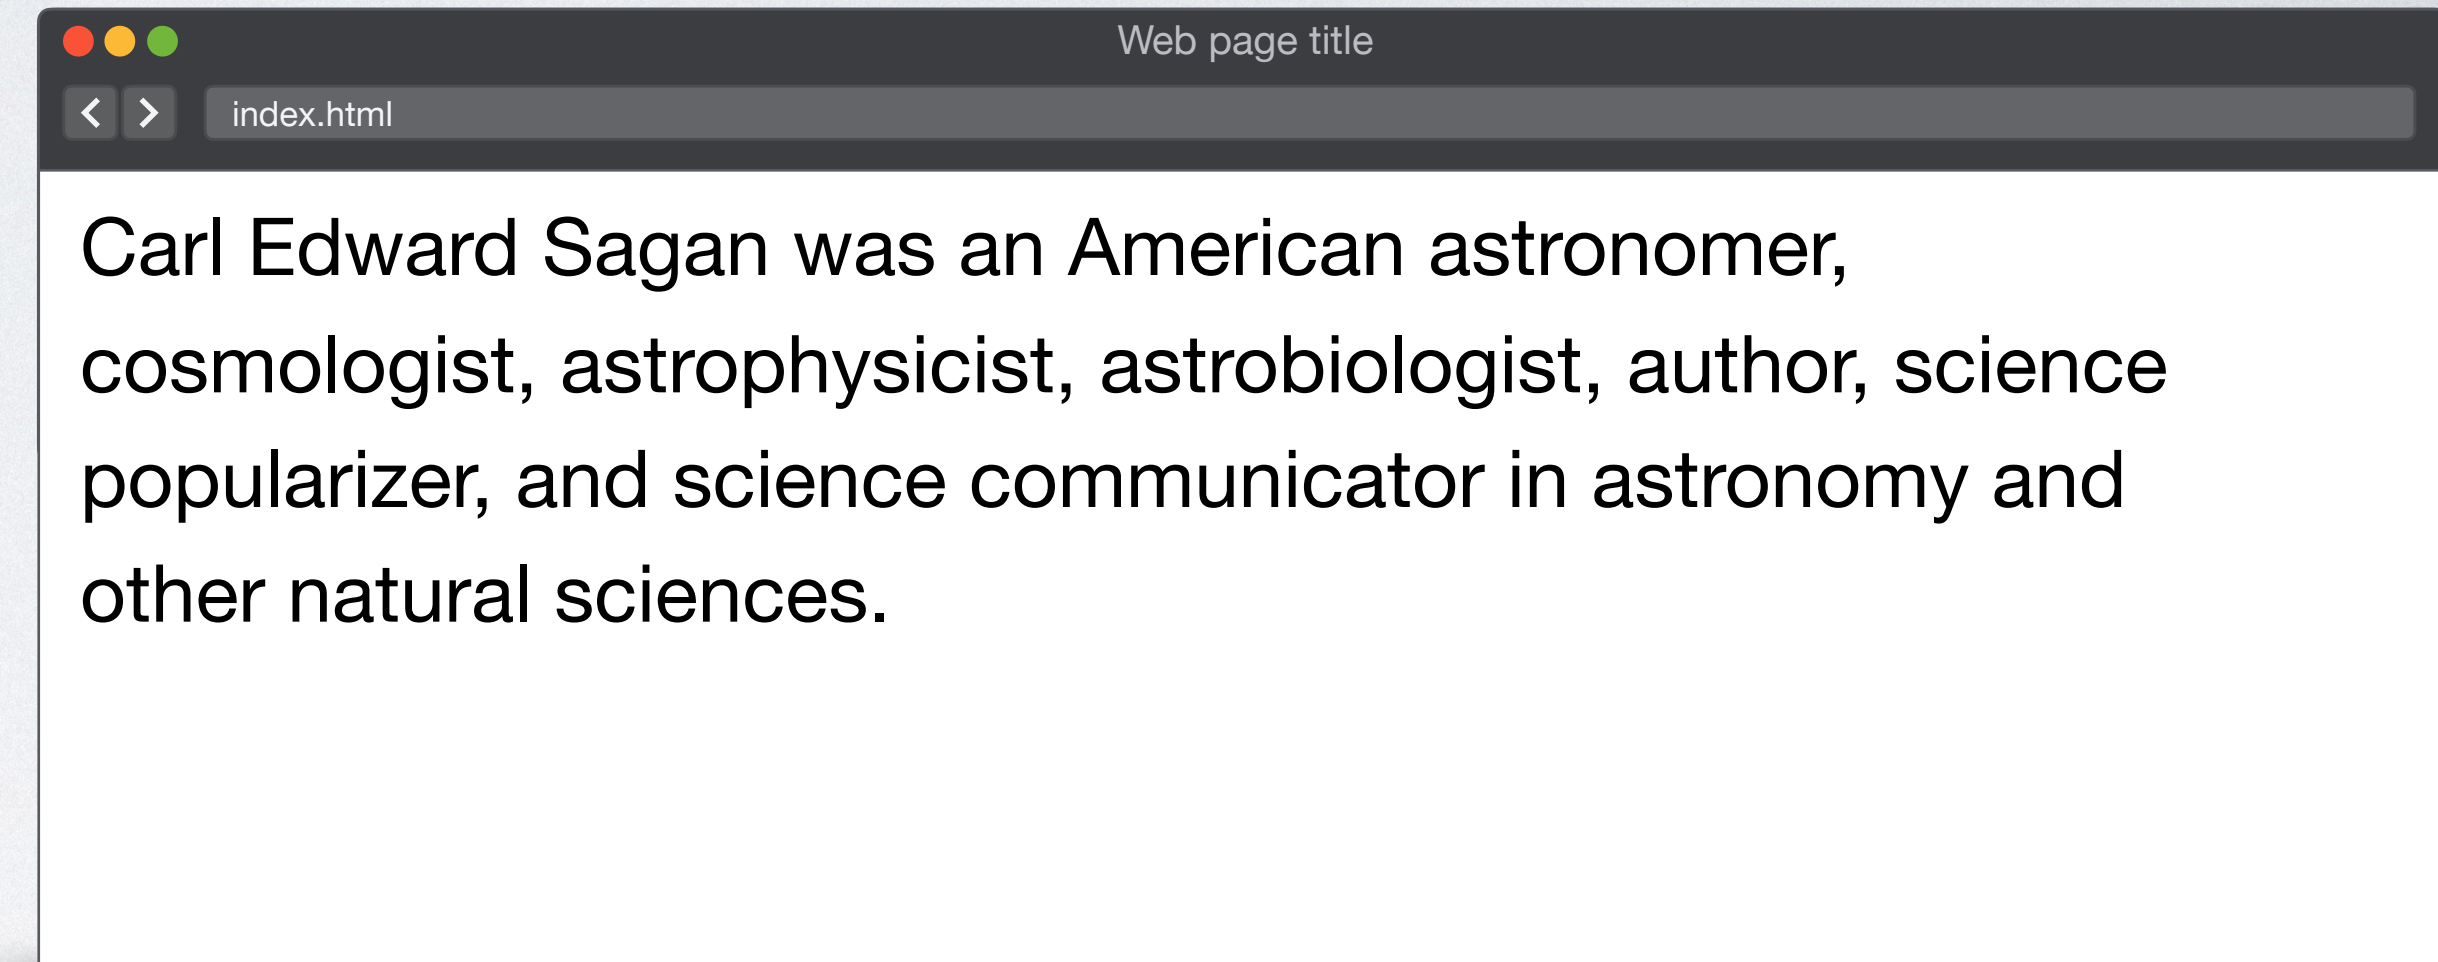 Web page title
index.html
Carl Edward Sagan was an American astronomer,
cosmologist, astrophysicist, astrobiologist, author, science
popularizer, and science communicator in astronomy and
other natural sciences.